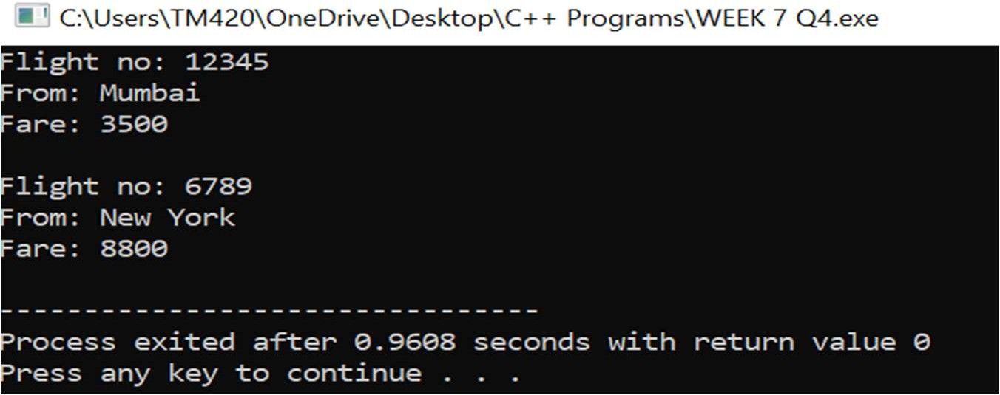 C:\Users\TM420\OneDrive\Desktop\C++ Programs\WEEK 7 Q4.exe
Flight no: 12345
From: Mumbai
Fare: 3500
Flight no: 6789
From: New York
Fare: 8800
--------------------------------
Process exited after 0.9608 seconds with return value 0
Press any key to continue . . .